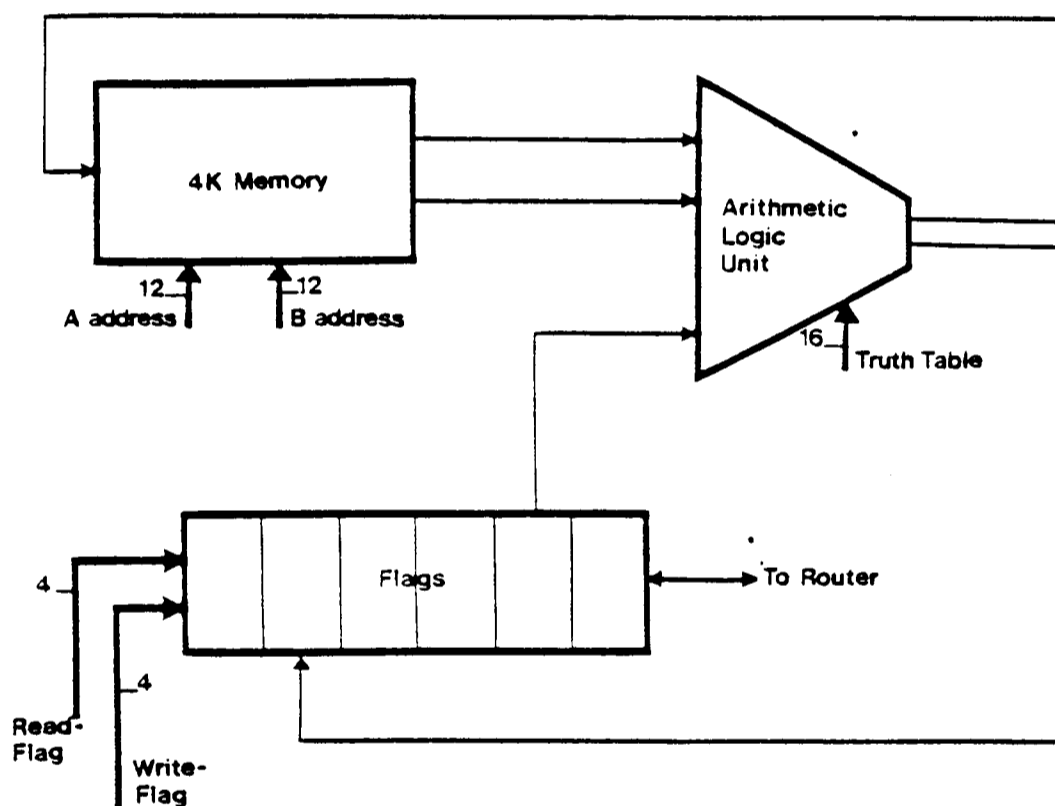 4K Memory
Arithmetic
Logic
Unit
12
12
A address
B address
16
Truth Table
Flags
To Router
4
4
Read-
Flag
Write-
Flag